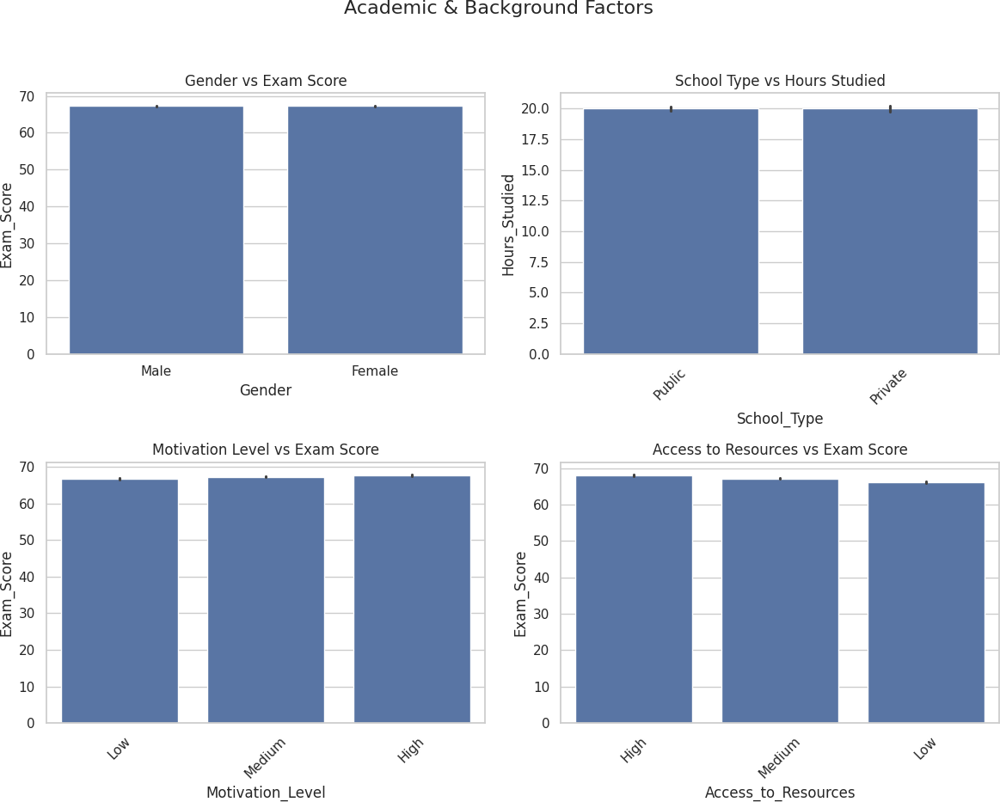 Academic & Background Factors
Gender vs Exam Score
70
60
50
40
30
20
10
0
Exam_Score
Male Female
Gender
School Type vs Hours Studied
20.0
17.5
15.0
12.5
10.0
7.5
5.0
2.5
0.0
Hours_Studied
Public Private
School_Type
Motivation Level vs Exam Score
70
60
50
40
30
20
10
0
Exam_Score
Low Medium High
Motivation_Level
Access to Resources vs Exam Score
70
60
50
40
30
20
10
0
Exam_Score
High Medium Low
Access_to_Resources